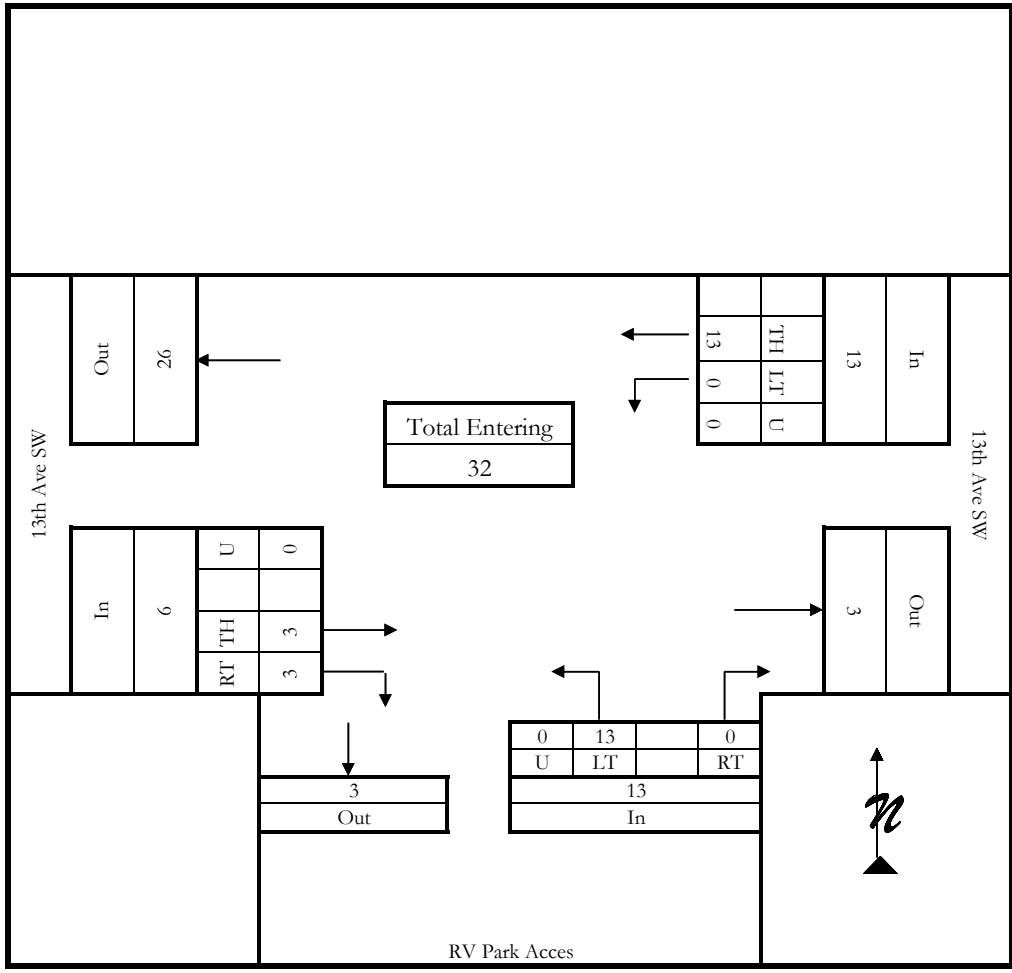 Out
26
13
TH
0
LT
0
U
13
In
Total Entering
32
13th Ave SW
13th Ave SW
In
6
U
0
TH
3
RT
3
3
Out
0 13 0
U LT RT
3
13
Out
In
N
RV Park Acces